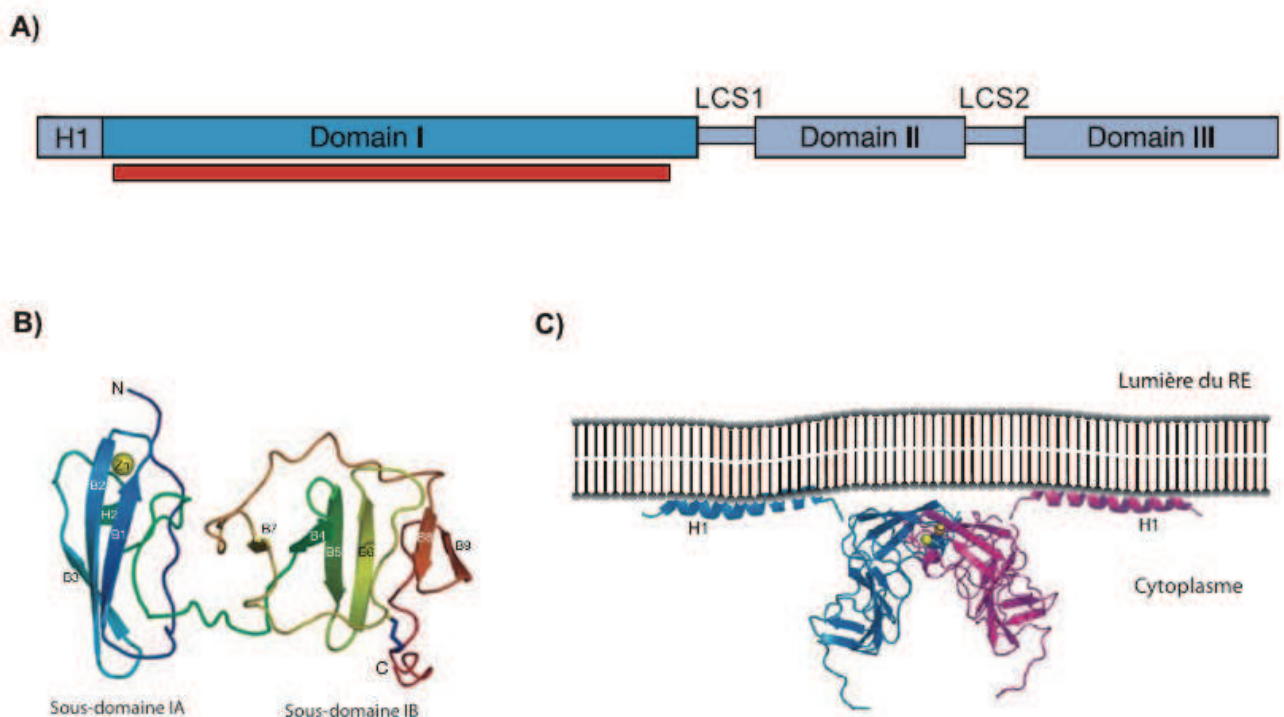 A)
LCS1
LCS2
H1
Domain I
Domain II
Domain III
B)
N
Zn
B2
H2
B1
B3
B7
B4
B5
B6
B8
B9
C
Sous-domaine IA
Sous-domaine IB
C)
Lumière du RE
H1
H1
Cytoplasme